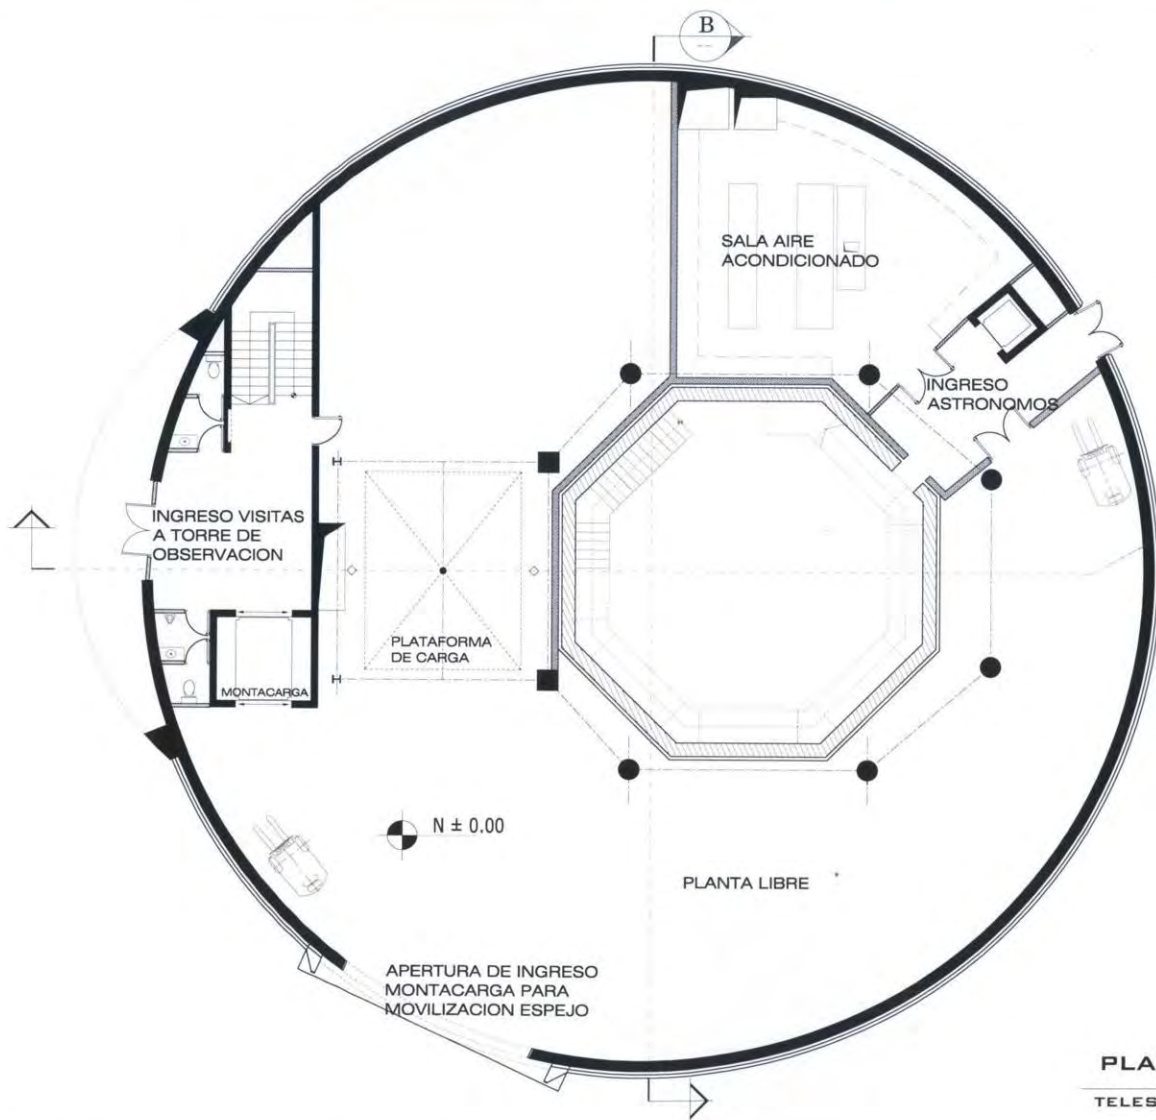 B
SALA AIRE
ACONDICIONADO
INGRESO
ASTRONOMOS
INGRESO VISITAS
A TORRE DE
OBSERVACION
PLATAFORMA
DE CARGA
MONTACARGA
N ± 0.00
PLANTA LIBRE
APERTURA DE INGRESO
MONTACARGA PARA
MOVILIZACION ESPEJO
PLA
TELES